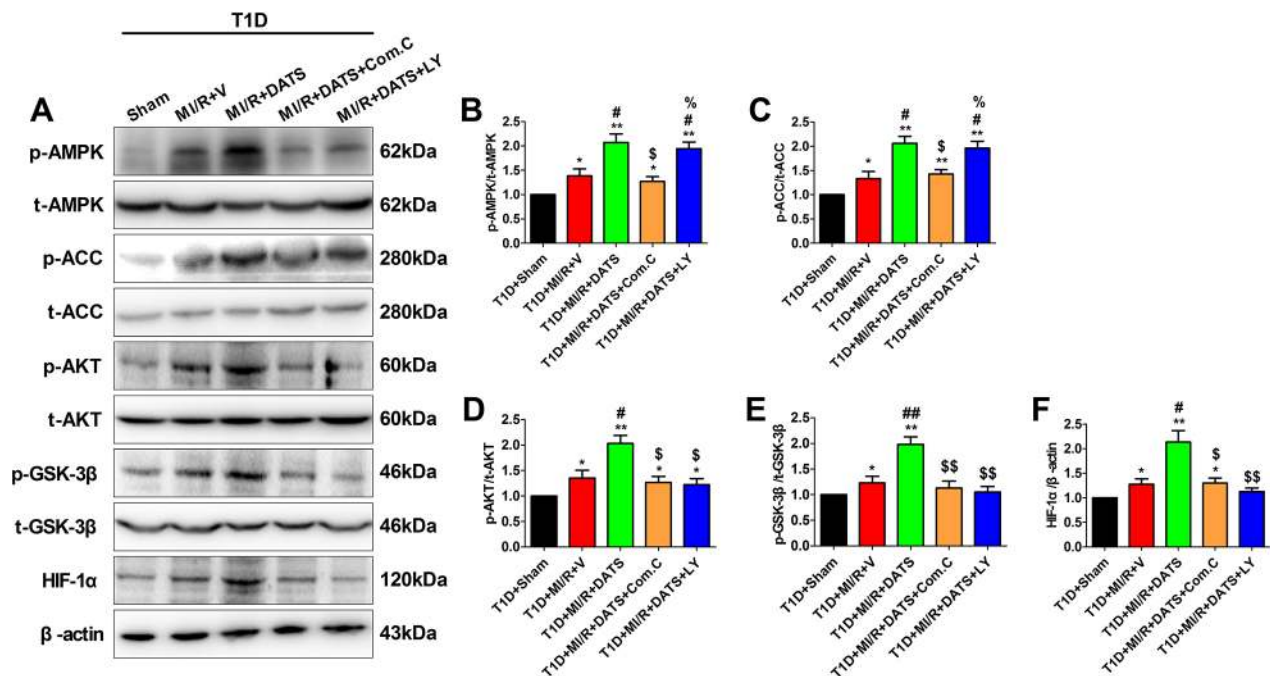 T1D
Sham
MI/R+V
MI/R+DATS
MI/R+DATS+Com.C
MI/R+DATS+LY
A
p-AMPK 62kDa
t-AMPK 62kDa
p-ACC 280kDa
t-ACC 280kDa
p-AKT 60kDa
t-AKT 60kDa
p-GSK-3β 46kDa
t-GSK-3β 46kDa
HIF-1α 120kDa
β -actin 43kDa
B
p-AMPK/t-AMPK
2.5
2.0
1.5
1.0
0.5
0.0
*
#
**
$
*
%
#
**
T1D+Sham
T1D+MI/R+V
T1D+MI/R+DATS
T1D+MI/R+DATS+Com.C
T1D+MI/R+DATS+LY
C
p-ACC/t-ACC
2.5
2.0
1.5
1.0
0.5
0.0
*
#
**
$
**
%
#
**
T1D+Sham
T1D+MI/R+V
T1D+MI/R+DATS
T1D+MI/R+DATS+Com.C
T1D+MI/R+DATS+LY
D
p-AKT/t-AKT
2.5
2.0
1.5
1.0
0.5
0.0
*
#
**
$
*
$
*
T1D+Sham
T1D+MI/R+V
T1D+MI/R+DATS
T1D+MI/R+DATS+Com.C
T1D+MI/R+DATS+LY
E
p-GSK-3β /t-GSK-3β
2.5
2.0
1.5
1.0
0.5
0.0
*
##
**
$$
$$
T1D+Sham
T1D+MI/R+V
T1D+MI/R+DATS
T1D+MI/R+DATS+Com.C
T1D+MI/R+DATS+LY
F
HIF-1α /β -actin
2.5
2.0
1.5
1.0
0.5
0.0
*
#
**
$
*
$$
T1D+Sham
T1D+MI/R+V
T1D+MI/R+DATS
T1D+MI/R+DATS+Com.C
T1D+MI/R+DATS+LY